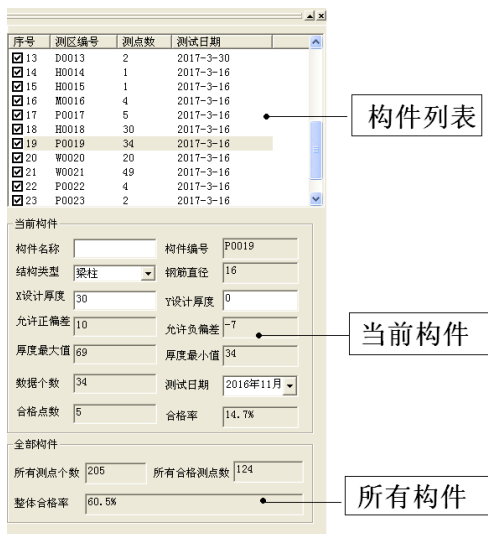 序号 测区编号 测点数 测试日期
13 D0013 2 2017-3-30
14 H0014 1 2017-3-16
15 H0015 1 2017-3-16
16 M0016 4 2017-3-16
17 P0017 5 2017-3-16
18 H0018 30 2017-3-16
19 P0019 34 2017-3-16
20 W0020 20 2017-3-16
21 W0021 49 2017-3-16
22 P0022 4 2017-3-16
23 P0023 2 2017-3-16
构件列表
当前构件
构件名称 构件编号 P0019
结构类型 梁柱 钢筋直径 16
X设计厚度 30 Y设计厚度 0
允许正偏差 10 允许负偏差 -7
当前构件
厚度最大值 69 厚度最小值 34
数据个数 34 测试日期 2016年11月
合格点数 5 合格率 14.7%
全部构件
所有测点个数 205 所有合格测点数 124
整体合格率 60.5%
所有构件